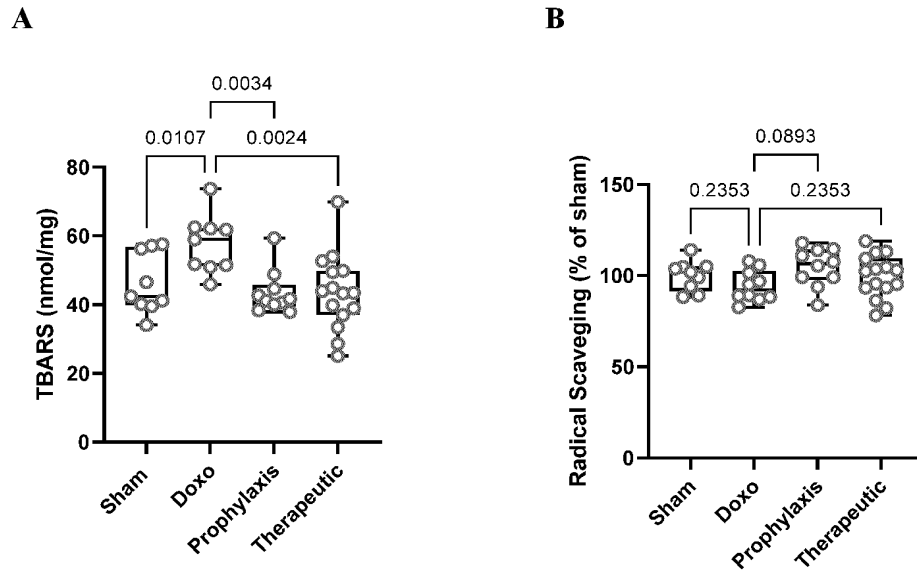 A
B
0.0034
0.0107
0.0024
TBARS (nmol/mg)
80
60
40
20
0
Sham
Doxo
Prophylaxis
Therapeutic
0.0893
0.2353
0.2353
Radical Scaveging (% of sham)
150
100
50
0
Sham
Doxo
Prophylaxis
Therapeutic